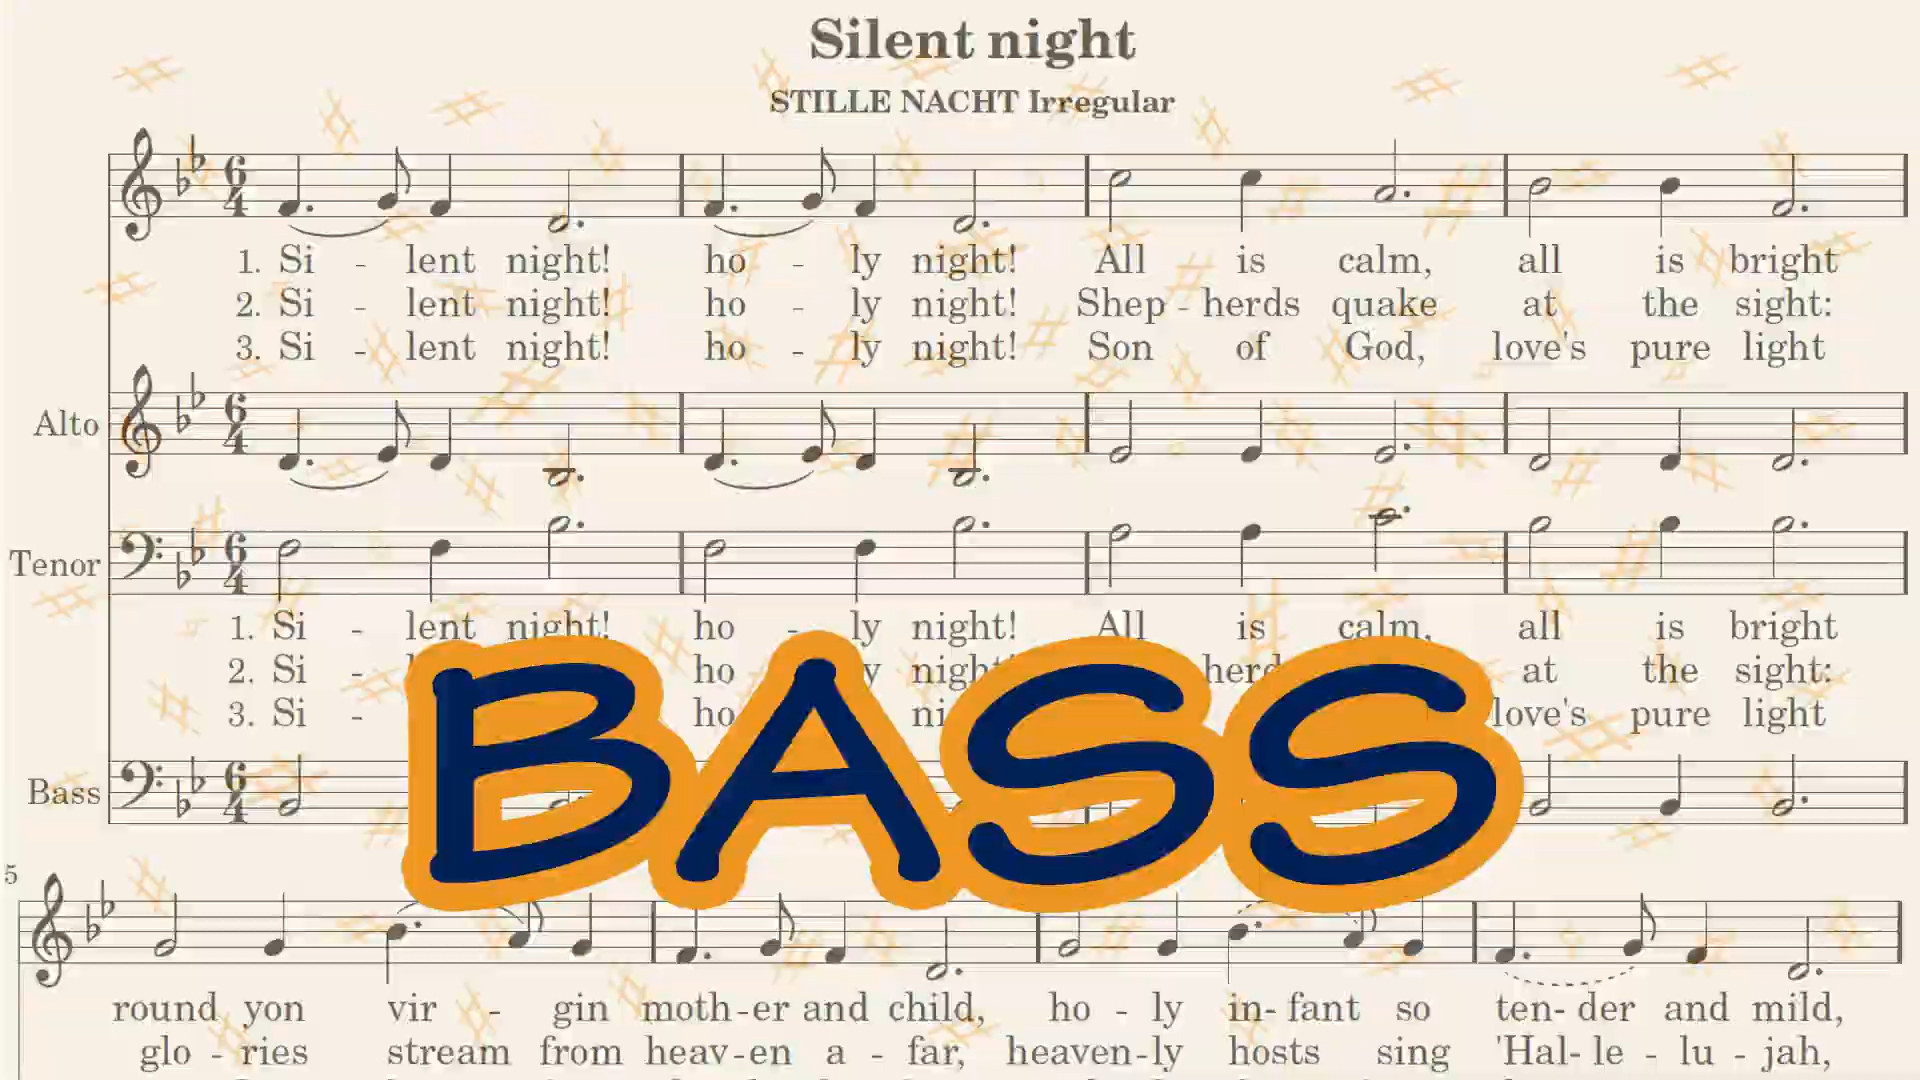 Silent night
STILLE NACHT Irregular
1. Si - lent night! ho - ly night! All is calm, all is bright
2. Si - lent night! ho - ly night! Shep - herds quake at the sight:
3. Si - lent night! ho - ly night! Son of God, love's pure light
Alto
Tenor
1. Si - lent night! ho - ly night! All is calm, all is bright
2. Si - ho at the sight:
3. Si - ho love's pure light
BASS
Bass
5
round yon vir - gin moth-er and child, ho - ly in- fant so ten- der and mild,
glo - ries stream from heav-en a - far, heaven-ly hosts sing 'Hal- le - lu - jah,